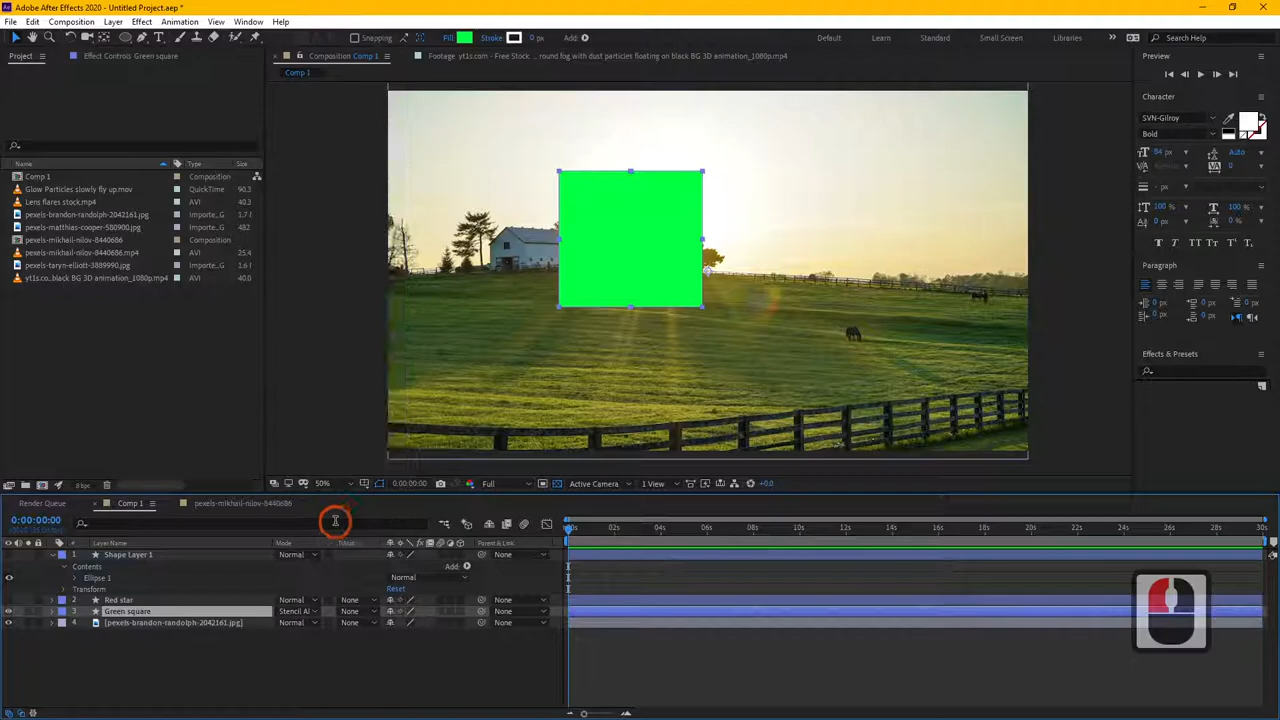 Adobe After Effects 2020 - Untitled Project.aep *
File Edit Composition Layer Effect Animation View Window Help
Snapping Fill Stroke 0 px Add: Default Learn Standard Small Screen Libraries Search Help
Project Effect Controls Green square Composition Comp 1 Footage yt1s.com - Free Stock ... round fog with dust particles floating on black BG 3D animation_1080p.mp4 Preview
Comp 1
Character
SVN-Gilroy
Bold
84 px Auto
0
- px
100 % 100 %
0 px 0 %
Paragraph
0 px 0 px
0 px 0 px
Effects & Presets
Name Type Size
Comp 1 Composition
Glow Particles slowly fly up.mov QuickTime 90.3
Lens flares stock.mp4 AVI 40.3
pexels-brandon-randolph-2042161.jpg Importe_G 1.7
pexels-matthias-cooper-580900.jpg Importe_G 482
pexels-mikhail-nilov-8440686 Composition
pexels-mikhail-nilov-8440686.mp4 AVI 25.4
pexels-taryn-elliott-3889990.jpg Importe_G 1.6
yt1s.co...black BG 3D animation_1080p.mp4 AVI 40.0
8 bpc
50% 0:00:00:00 Full Active Camera 1 View +0.0
Render Queue Comp 1 pexels-mikhail-nilov-8440686
0:00:00:00
02s 04s 06s 08s 10s 12s 14s 16s 18s 20s 22s 24s 26s 28s 30s
# Layer Name Mode Parent & Link
1 Shape Layer 1 Normal None
Contents Add:
Ellipse 1 Normal
Transform Reset
2 Red star Normal None None
3 Green square Stencil Al None None
4 [pexels-brandon-randolph-2042161.jpg] Normal None None